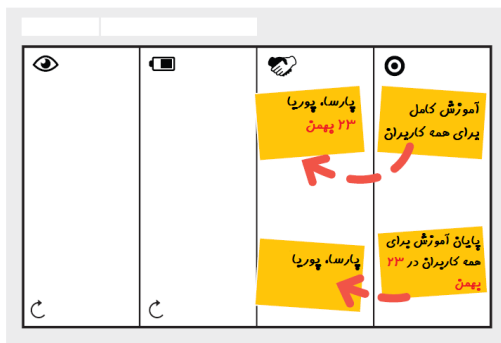 آموزش کامل
برای همه کاربران
پارسا، پوریا
۲۳ بهمن
پایان آموزش برای
همه کاربران در ۲۳
بهمن
پارسا، پوریا